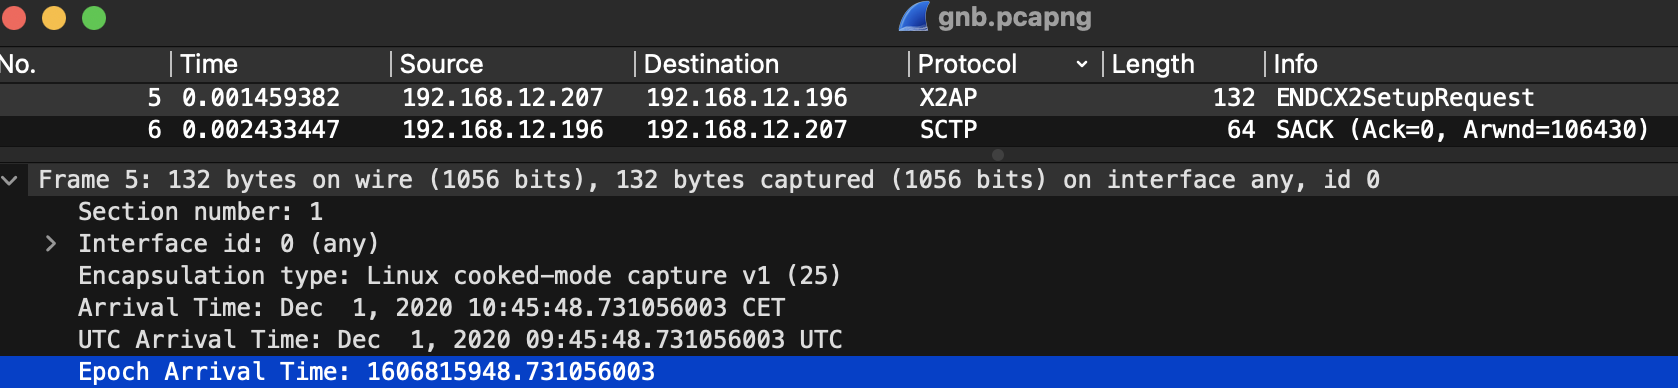 gnb.pcapng
No. Time Source Destination Protocol Length Info
5 0.001459382 192.168.12.207 192.168.12.196 X2AP 132 ENDCX2SetupRequest
6 0.002433447 192.168.12.196 192.168.12.207 SCTP 64 SACK (Ack=0, Arwnd=106430)
Frame 5: 132 bytes on wire (1056 bits), 132 bytes captured (1056 bits) on interface any, id 0
Section number: 1
Interface id: 0 (any)
Encapsulation type: Linux cooked-mode capture v1 (25)
Arrival Time: Dec  1, 2020 10:45:48.731056003 CET
UTC Arrival Time: Dec  1, 2020 09:45:48.731056003 UTC
Epoch Arrival Time: 1606815948.731056003